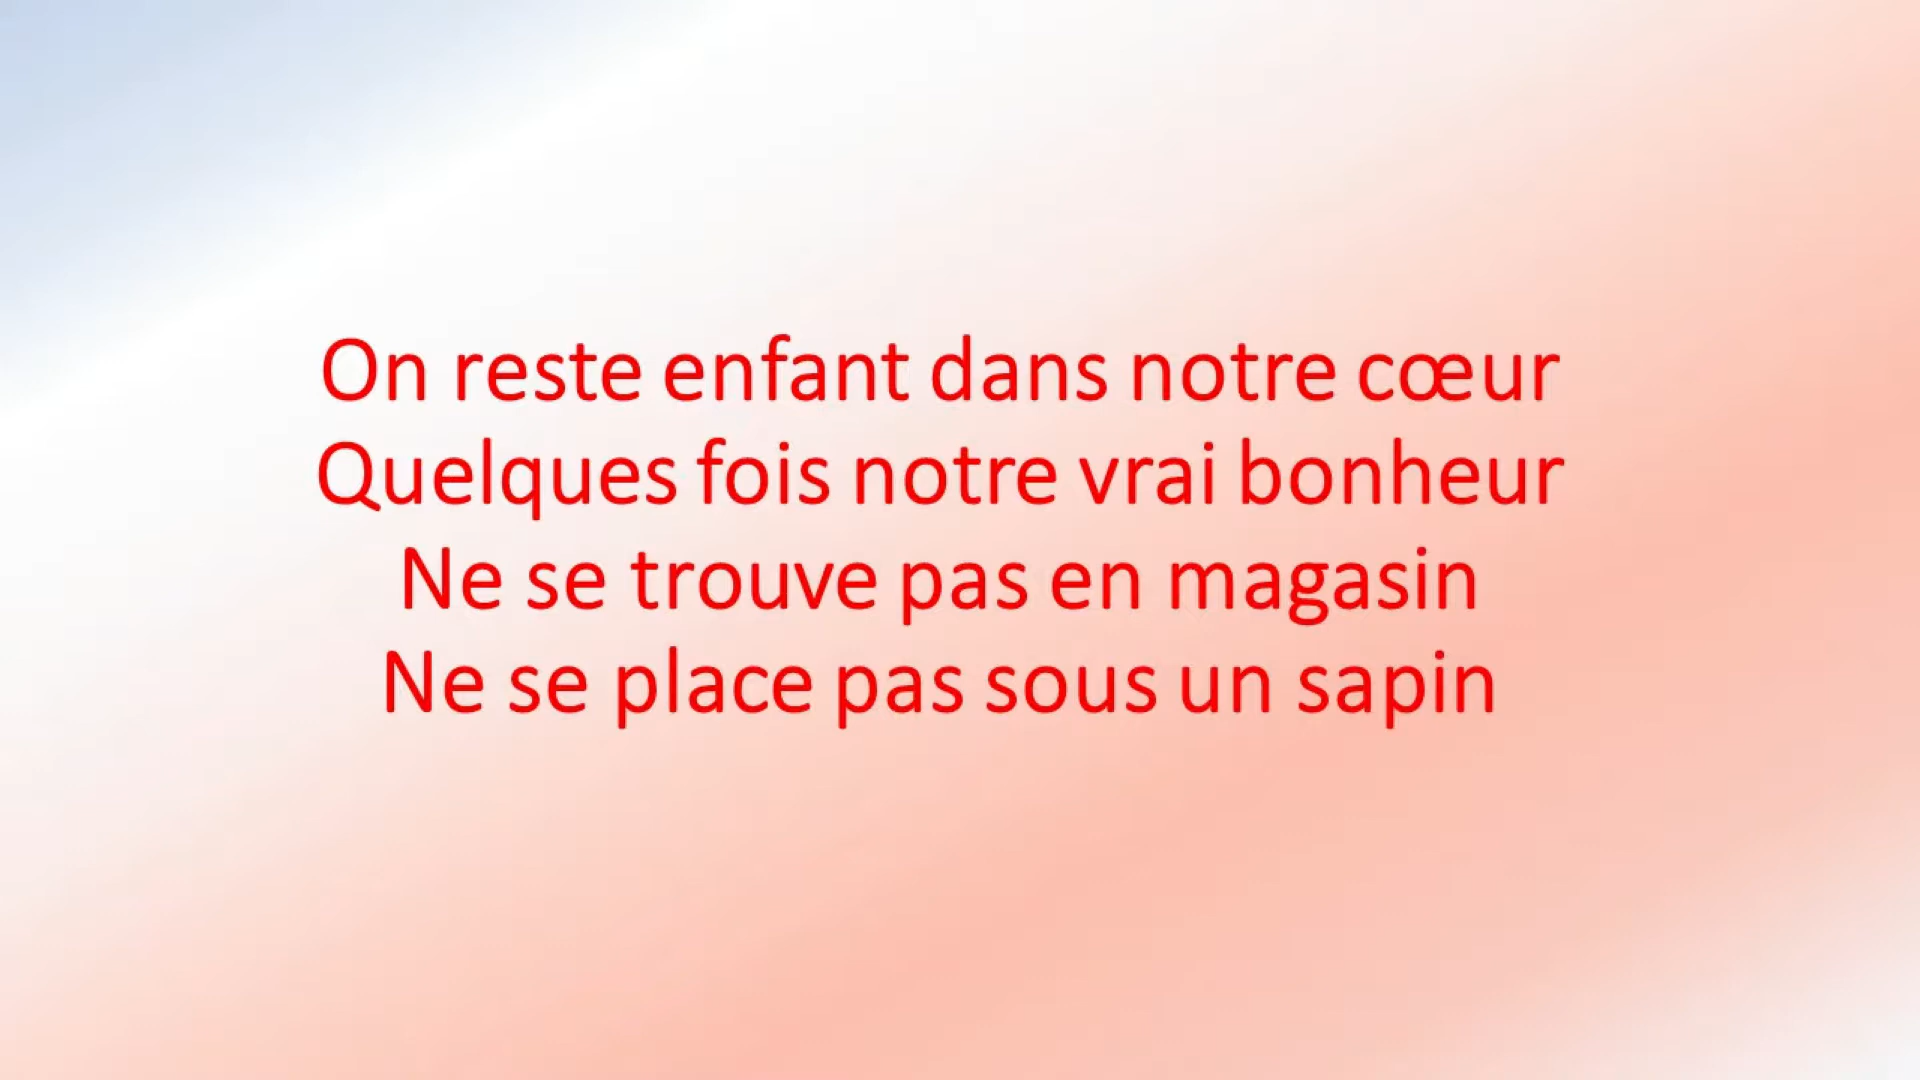 On reste enfant dans notre cœur
Quelques fois notre vrai bonheur
Ne se trouve pas en magasin
Ne se place pas sous un sapin